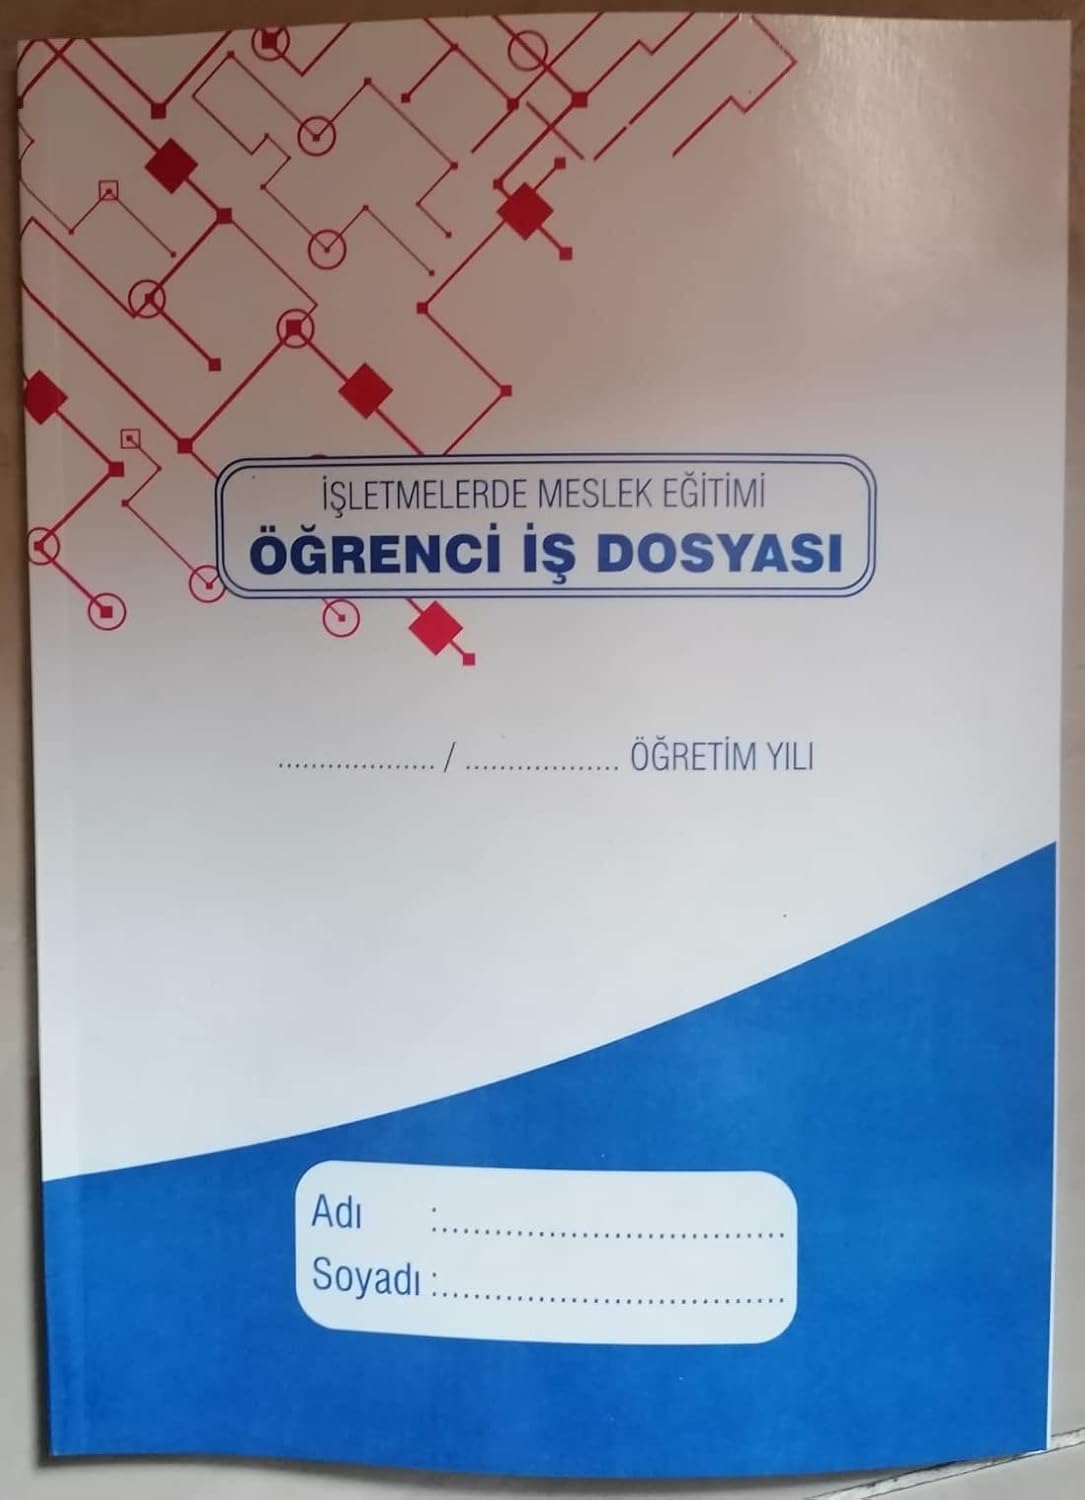 İŞLETMELERDE MESLEK EĞİTİMİ
ÖĞRENCİ İŞ DOSYASI
.................... / .................... ÖĞRETİM YILI
Adı :........................................
Soyadı :........................................